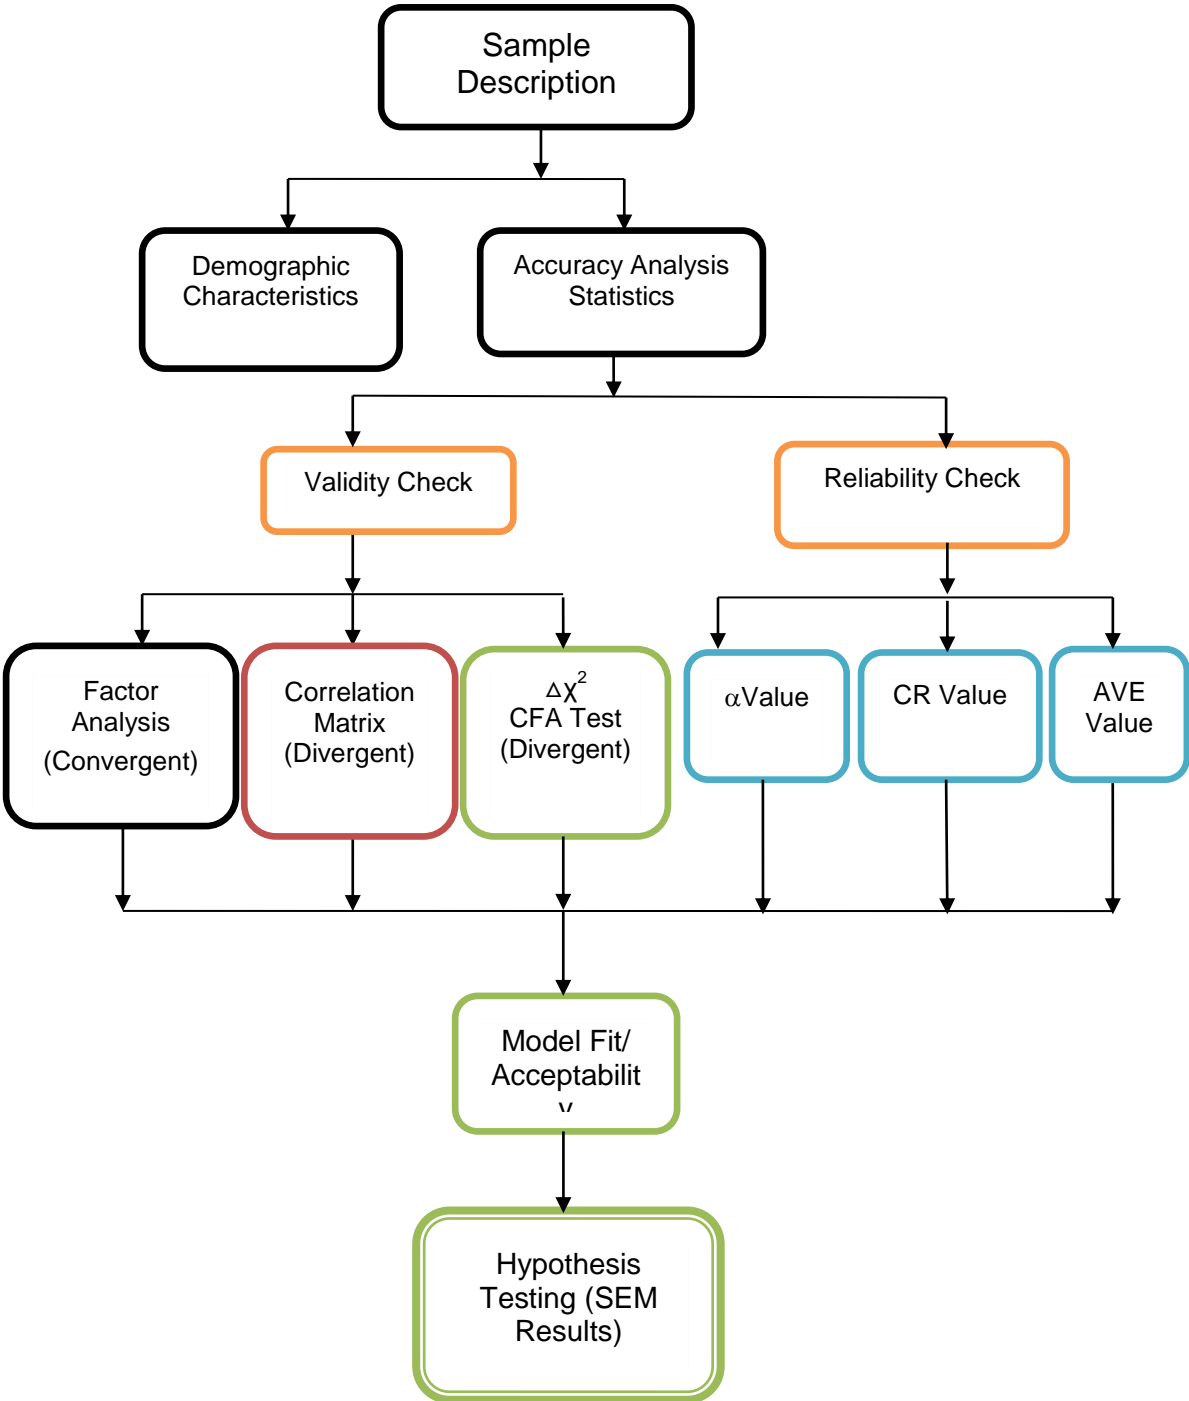 Sample
Description
Demographic
Characteristics
Accuracy Analysis
Statistics
Validity Check
Reliability Check
Factor
Analysis
(Convergent)
Correlation
Matrix
(Divergent)
Δχ²
CFA Test
(Divergent)
αValue
CR Value
AVE
Value
Model Fit/
Acceptabilit
y
Hypothesis
Testing (SEM
Results)